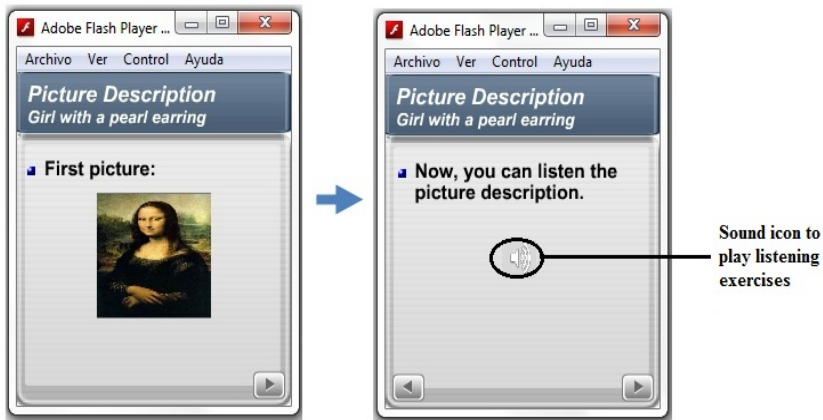 Adobe Flash Player ...
Archivo Ver Control Ayuda
Picture Description
Girl with a pearl earring
First picture:
Adobe Flash Player ...
Archivo Ver Control Ayuda
Picture Description
Girl with a pearl earring
Now, you can listen the
picture description.
Sound icon to
play listening
exercises